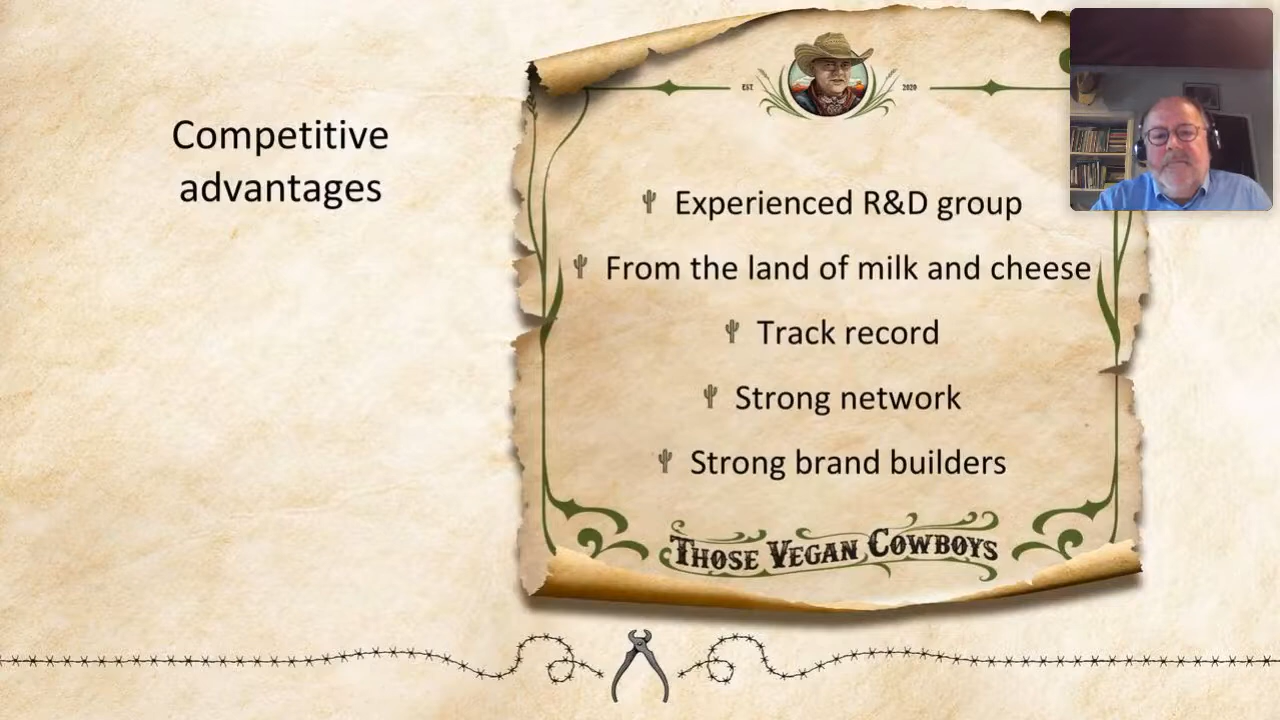 Competitive
advantages
EST. 2020
Experienced R&D group
From the land of milk and cheese
Track record
Strong network
Strong brand builders
THOSE VEGAN COWBOYS